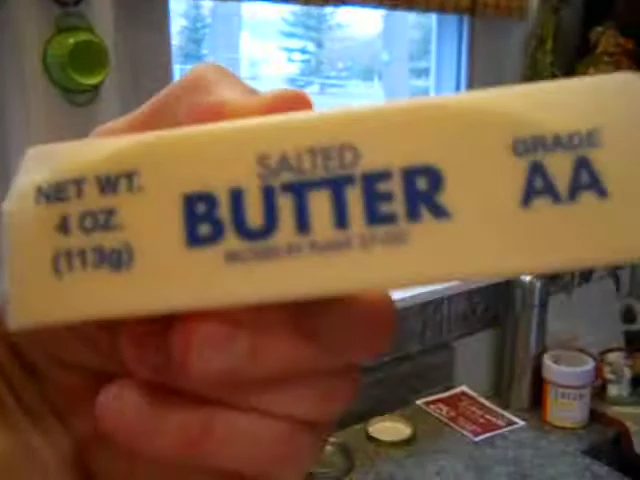 NET WT.
4 OZ.
(113g)
SALTED
BUTTER
GRADE
AA